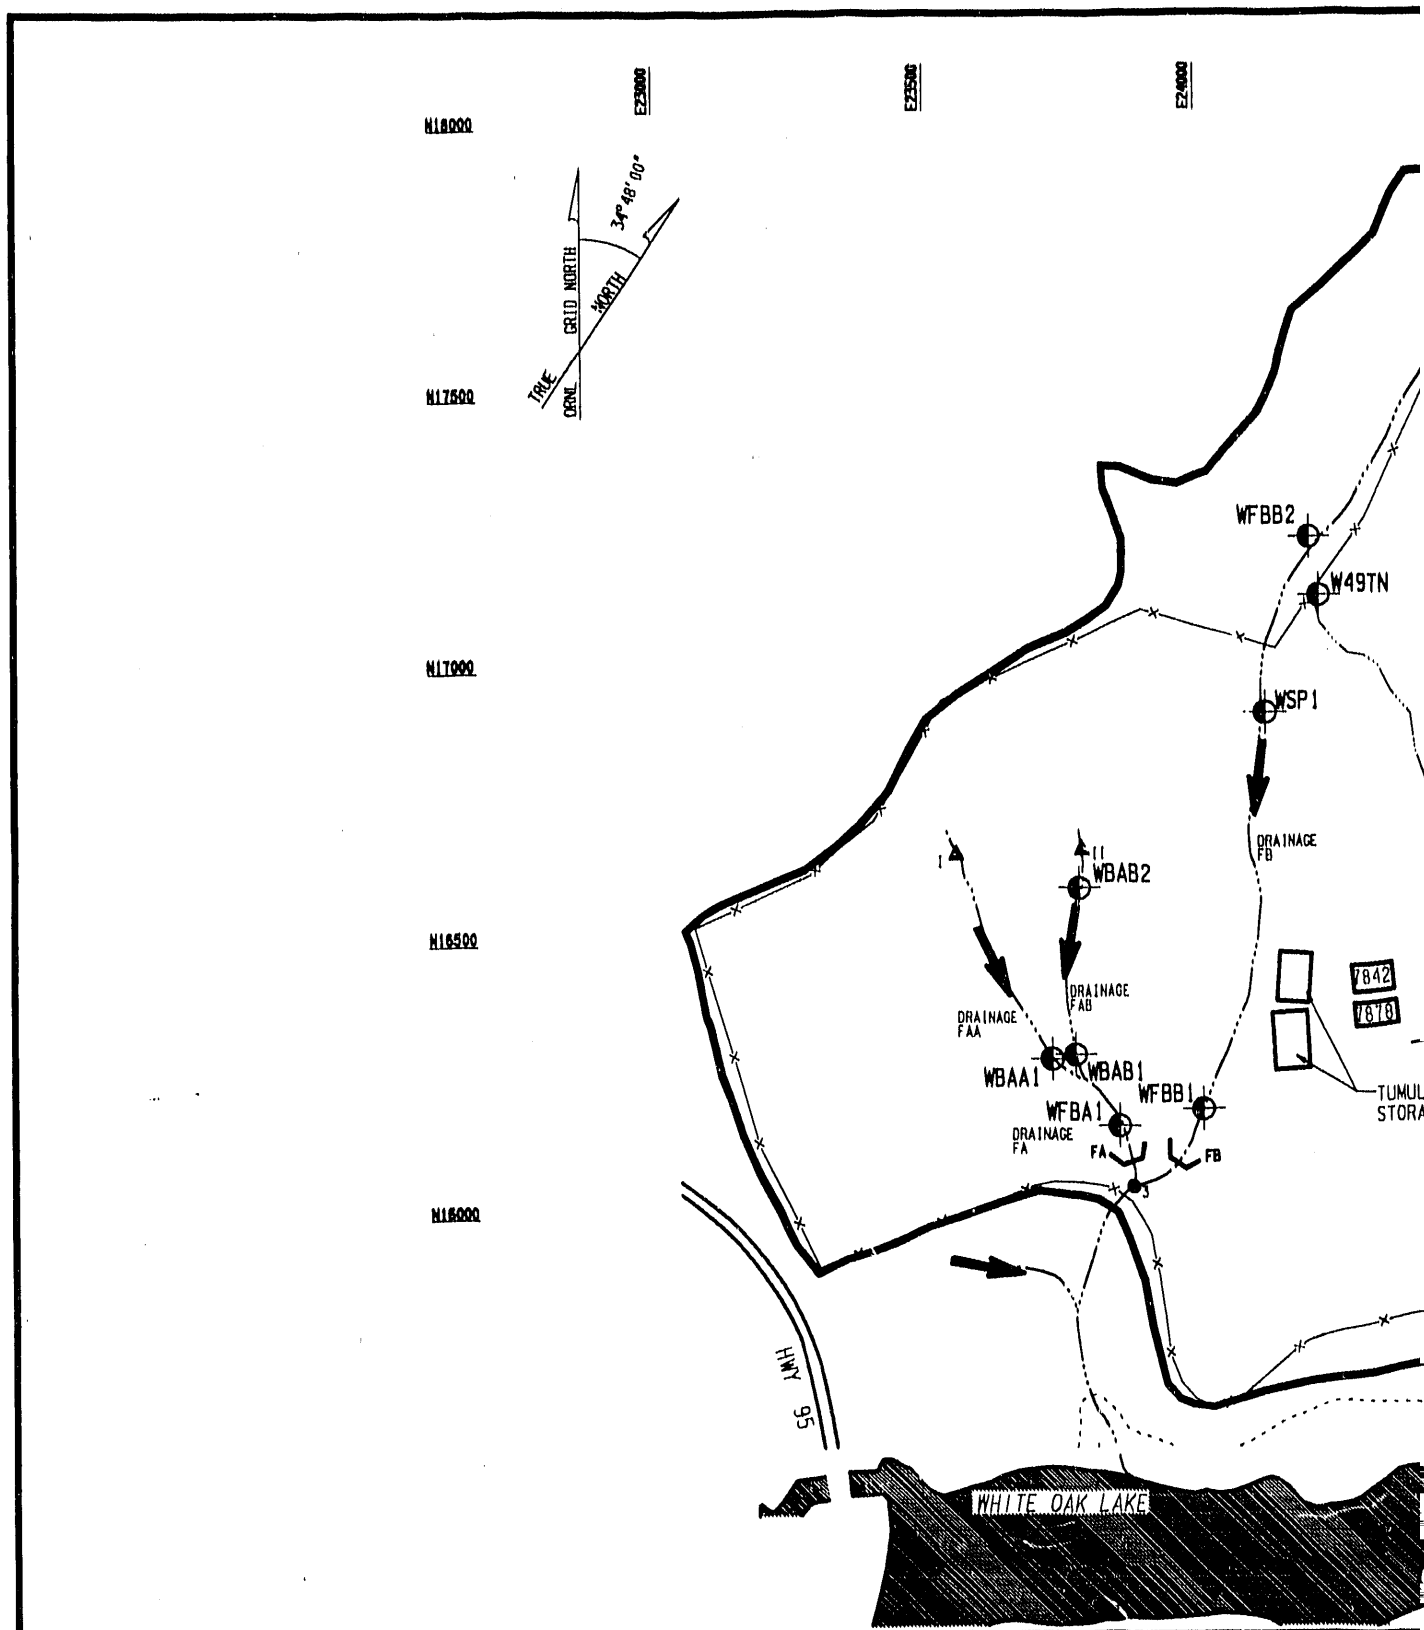 E23000
E23500
E24000
N18000
34° 48' 00"
GRID NORTH
NORTH
TRUE
ORNL
N17500
WFBB2
W49TN
N17000
WSP1
DRAINAGE
FB
I
II
WBAB2
N16500
7842
7878
DRAINAGE
FAB
DRAINAGE
FAA
WBAA1
WBAB1
WFBB1
TUMUL
STORA
WFBA1
DRAINAGE
FA
FA
FB
3
N16000
HWY 95
WHITE OAK LAKE